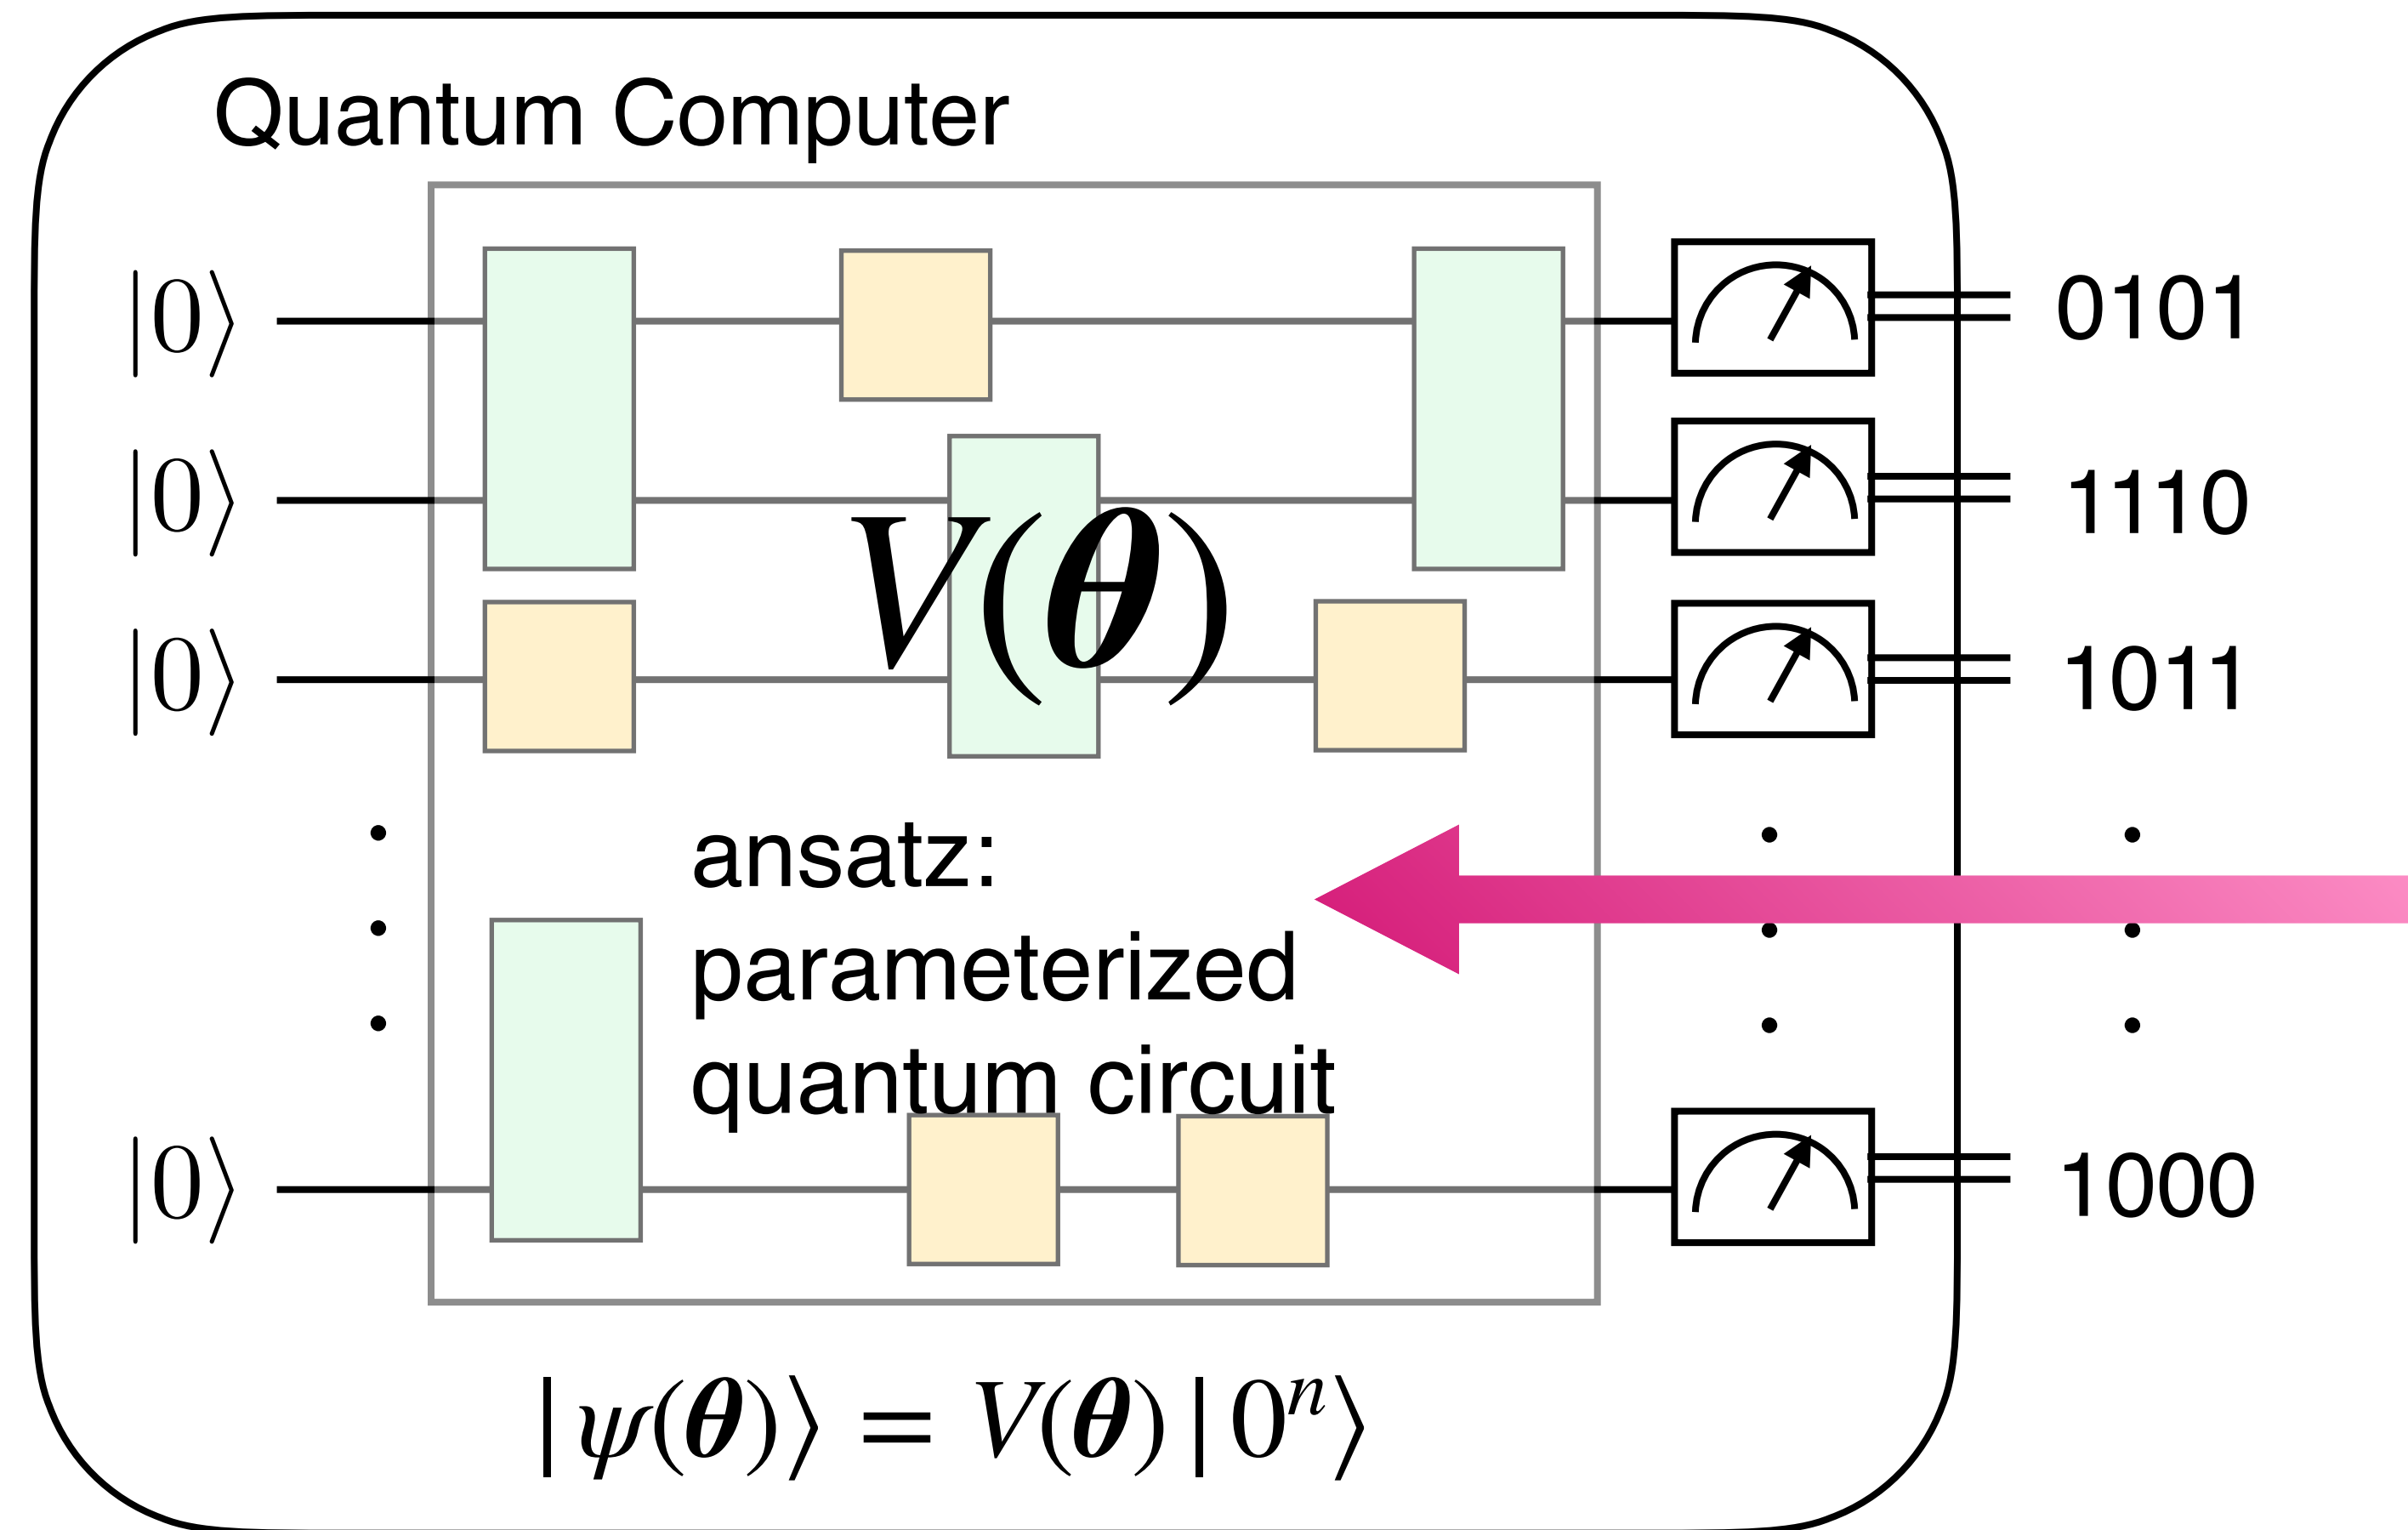 Quantum Computer
|0⟩
0101
|0⟩
1110
V(θ)
|0⟩
1011
ansatz:
parameterized
quantum circuit
|0⟩
1000
|ψ(θ)⟩ = V(θ)|0ⁿ⟩